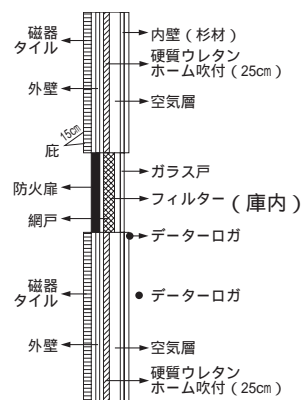 磁器
タイル
内壁（杉材）
硬質ウレタン
ホーム吹付（25㎝）
外壁
空気層
15㎝
庇
ガラス戸
防火扉
フィルター（庫内）
網戸
データーロガ
磁器
タイル
データーロガ
外壁
空気層
硬質ウレタン
ホーム吹付（25㎝）